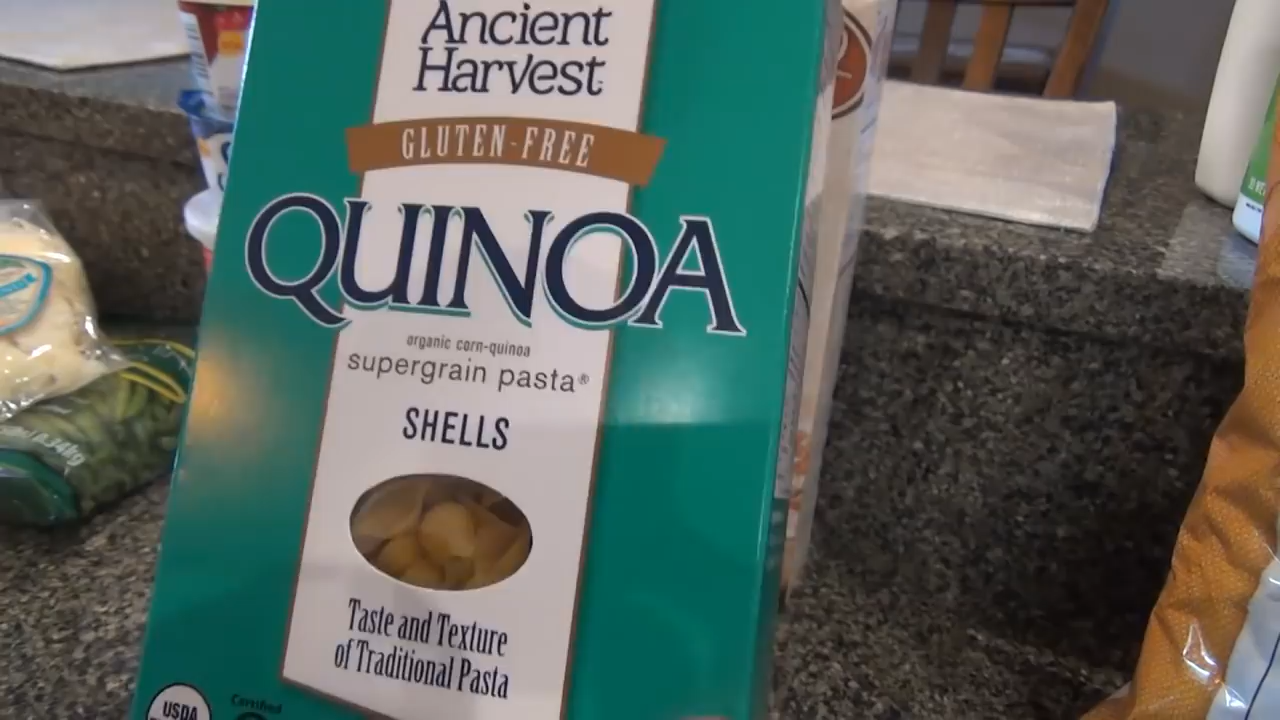 Ancient
Harvest
GLUTEN-FREE
QUINOA
organic corn-quinoa
supergrain pasta®
SHELLS
Taste and Texture
of Traditional Pasta
USDA
Certified